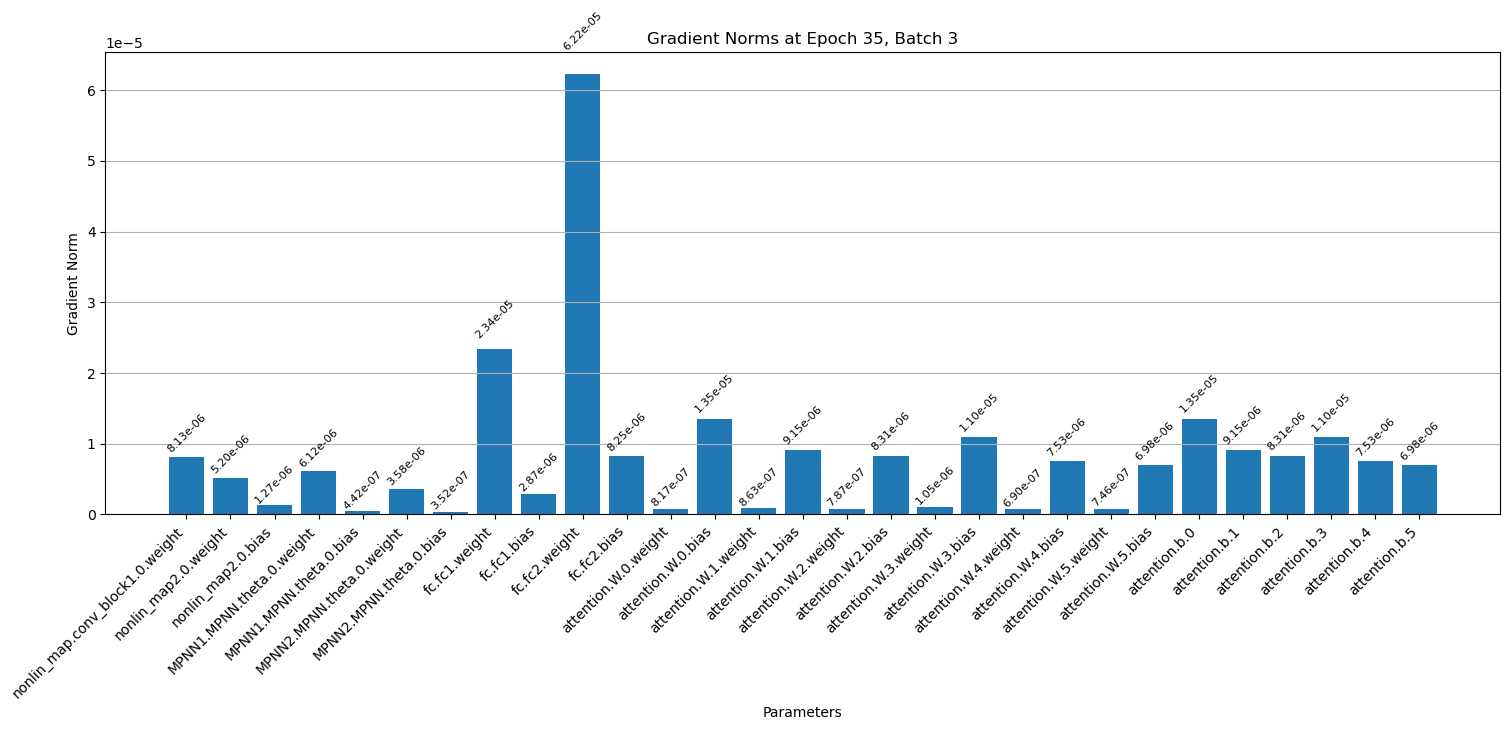 Gradient Norms at Epoch 35, Batch 3
1e−5
Gradient Norm
6
5
4
3
2
1
0
8.13e-06
5.20e-06
1.27e-06
6.12e-06
4.42e-07
3.58e-06
3.52e-07
2.34e-05
2.87e-06
6.22e-05
8.25e-06
8.17e-07
1.35e-05
8.63e-07
9.15e-06
7.87e-07
8.31e-06
1.05e-06
1.10e-05
6.90e-07
7.53e-06
7.46e-07
6.98e-06
1.35e-05
9.15e-06
8.31e-06
1.10e-05
7.53e-06
6.98e-06
nonlin_map.conv_block1.0.weight
nonlin_map2.0.weight
nonlin_map2.0.bias
MPNN1.MPNN.theta.0.weight
MPNN1.MPNN.theta.0.bias
MPNN2.MPNN.theta.0.weight
MPNN2.MPNN.theta.0.bias
fc.fc1.weight
fc.fc1.bias
fc.fc2.weight
fc.fc2.bias
attention.W.0.weight
attention.W.0.bias
attention.W.1.weight
attention.W.1.bias
attention.W.2.weight
attention.W.2.bias
attention.W.3.weight
attention.W.3.bias
attention.W.4.weight
attention.W.4.bias
attention.W.5.weight
attention.W.5.bias
attention.b.0
attention.b.1
attention.b.2
attention.b.3
attention.b.4
attention.b.5
Parameters